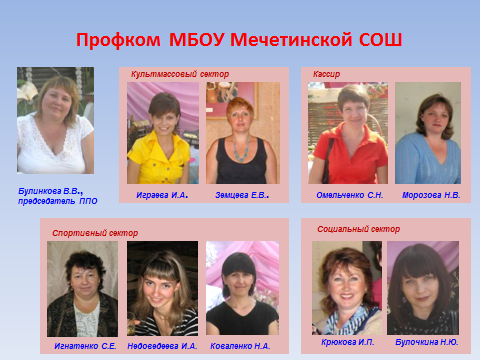 Профком МБОУ Мечетинской СОШ
Культмассовый сектор
Кассир
Булинкова В.В.,
председатель ППО
Играева И.А.
Земцева Е.В.
Омельченко С.Н.
Морозова Н.В.
Спортивный сектор
Социальный сектор
Игнатенко С.Е.
Недоведеева И.А.
Коваленко Н.А.
Крюкова И.П.
Булочкина Н.Ю.